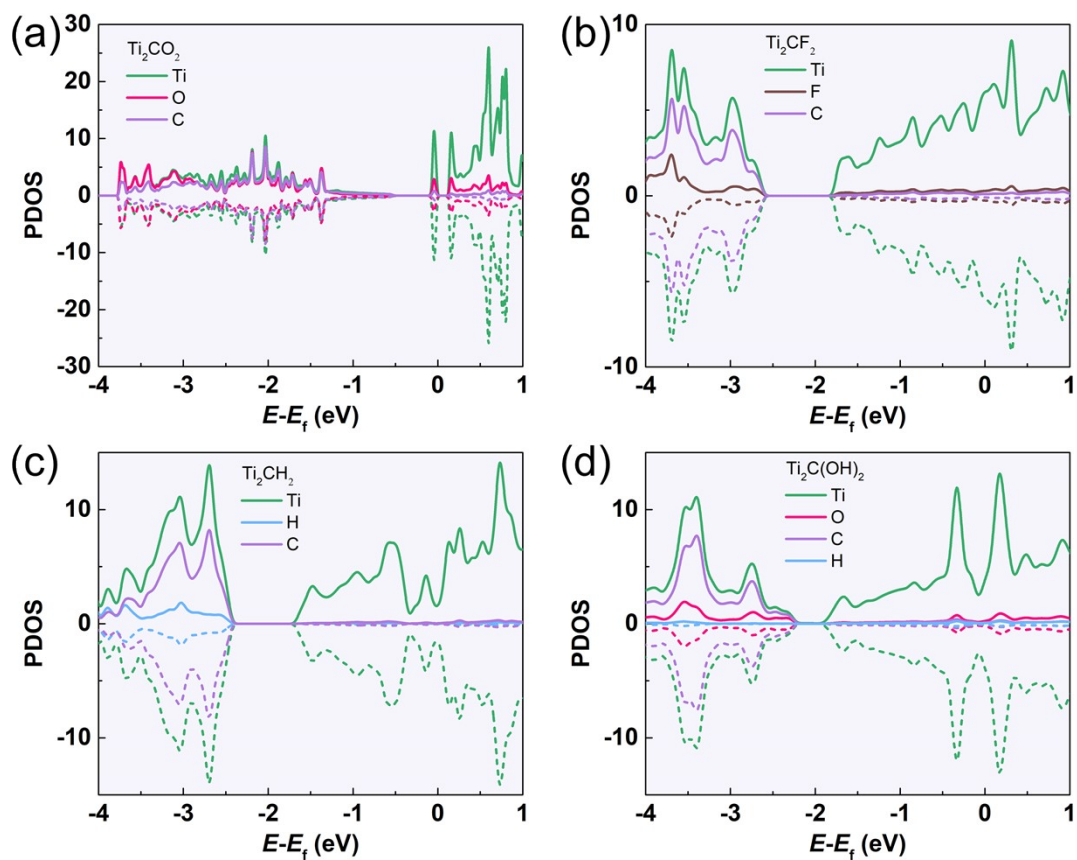 (a)
Ti₂CO₂
Ti
O
C
PDOS
30
20
10
0
-10
-20
-30
-4 -3 -2 -1 0 1
E-Ef (eV)
(b)
Ti₂CF₂
Ti
F
C
PDOS
10
0
-10
-4 -3 -2 -1 0 1
E-Ef (eV)
(c)
Ti₂CH₂
Ti
H
C
PDOS
10
0
-10
-4 -3 -2 -1 0 1
E-Ef (eV)
(d)
Ti₂C(OH)₂
Ti
O
C
H
PDOS
10
0
-10
-4 -3 -2 -1 0 1
E-Ef (eV)